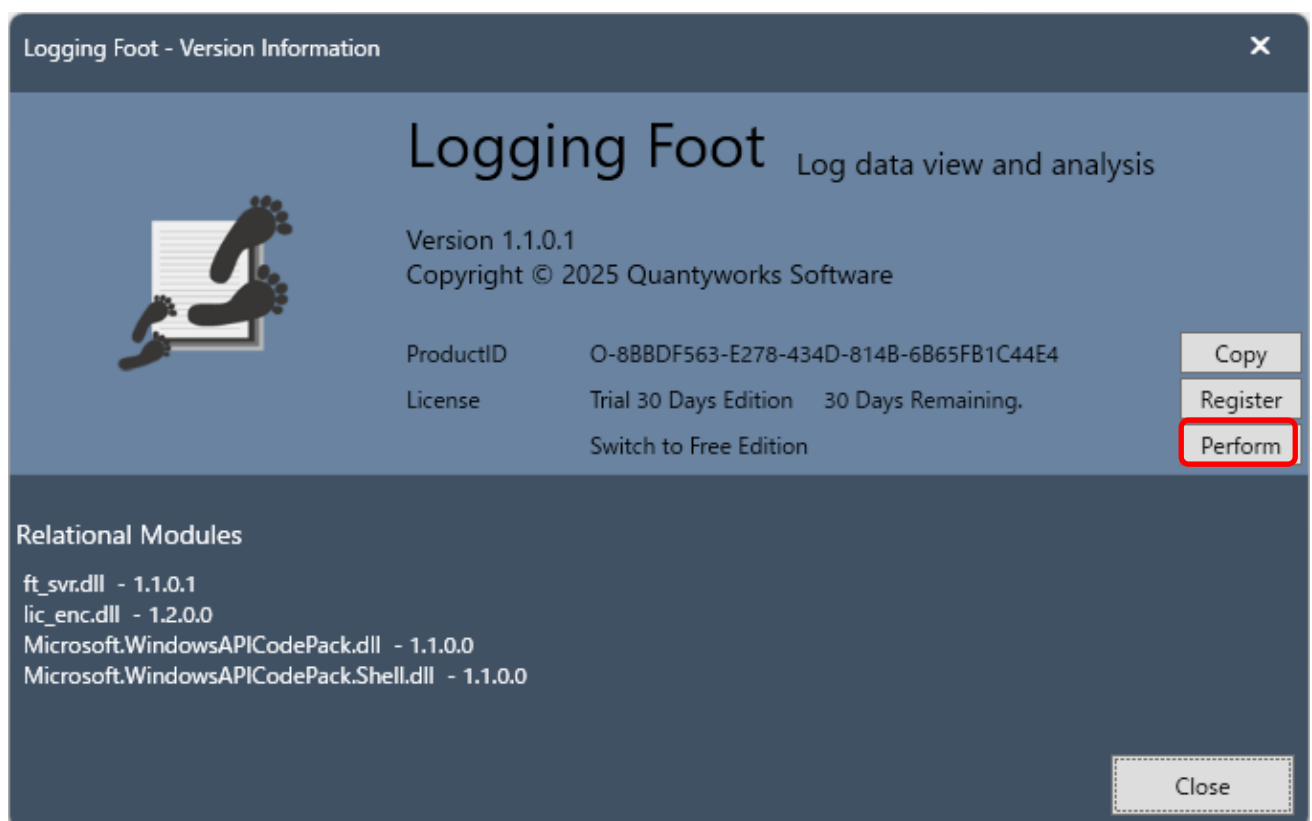 Logging Foot - Version Information
Logging Foot Log data view and analysis
Version 1.1.0.1
Copyright © 2025 Quantyworks Software
ProductID O-8BBDF563-E278-434D-814B-6B65FB1C44E4 Copy
License Trial 30 Days Edition 30 Days Remaining. Register
Switch to Free Edition Perform
Relational Modules
ft_svr.dll - 1.1.0.1
lic_enc.dll - 1.2.0.0
Microsoft.WindowsAPICodePack.dll - 1.1.0.0
Microsoft.WindowsAPICodePack.Shell.dll - 1.1.0.0
Close